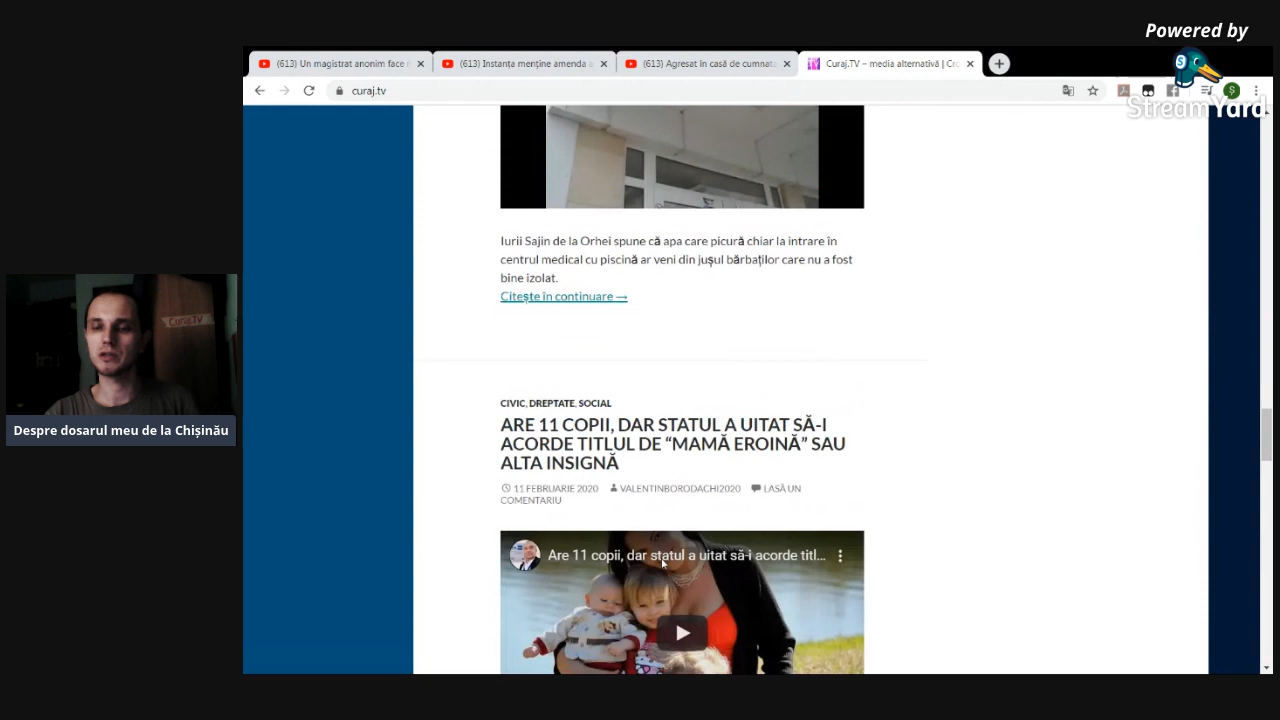 Powered by
StreamYard
(613) Un magistrat anonim face
(613) Instanța menține amenda
(613) Agresat în casă de cumnat
Curaj.TV – media alternativă | Cro
curaj.tv
Iurii Sajin de la Orhei spune că apa care picură chiar la intrare în
centrul medical cu piscină ar veni din jușul bărbaților care nu a fost
bine izolat.
Citește în continuare →
CIVIC, DREPTATE, SOCIAL
ARE 11 COPII, DAR STATUL A UITAT SĂ-I
ACORDE TITLUL DE “MAMĂ EROINĂ” SAU
ALTA INSIGNĂ
11 FEBRUARIE 2020 VALENTINBORODACHI2020 LASĂ UN
COMENTARIU
Are 11 copii, dar statul a uitat să-i acorde titl...
Curaj.TV
Despre dosarul meu de la Chișinău